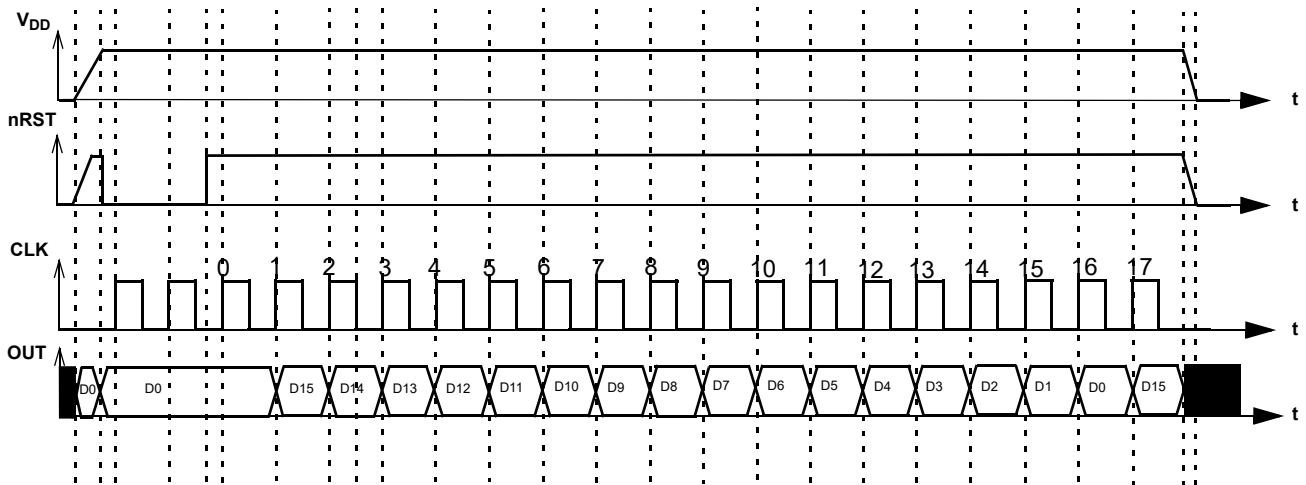 VDD
t
nRST
t
CLK
0 1 2 3 4 5 6 7 8 9 10 11 12 13 14 15 16 17
t
OUT
D0 D0 D15 D14 D13 D12 D11 D10 D9 D8 D7 D6 D5 D4 D3 D2 D1 D0 D15
t